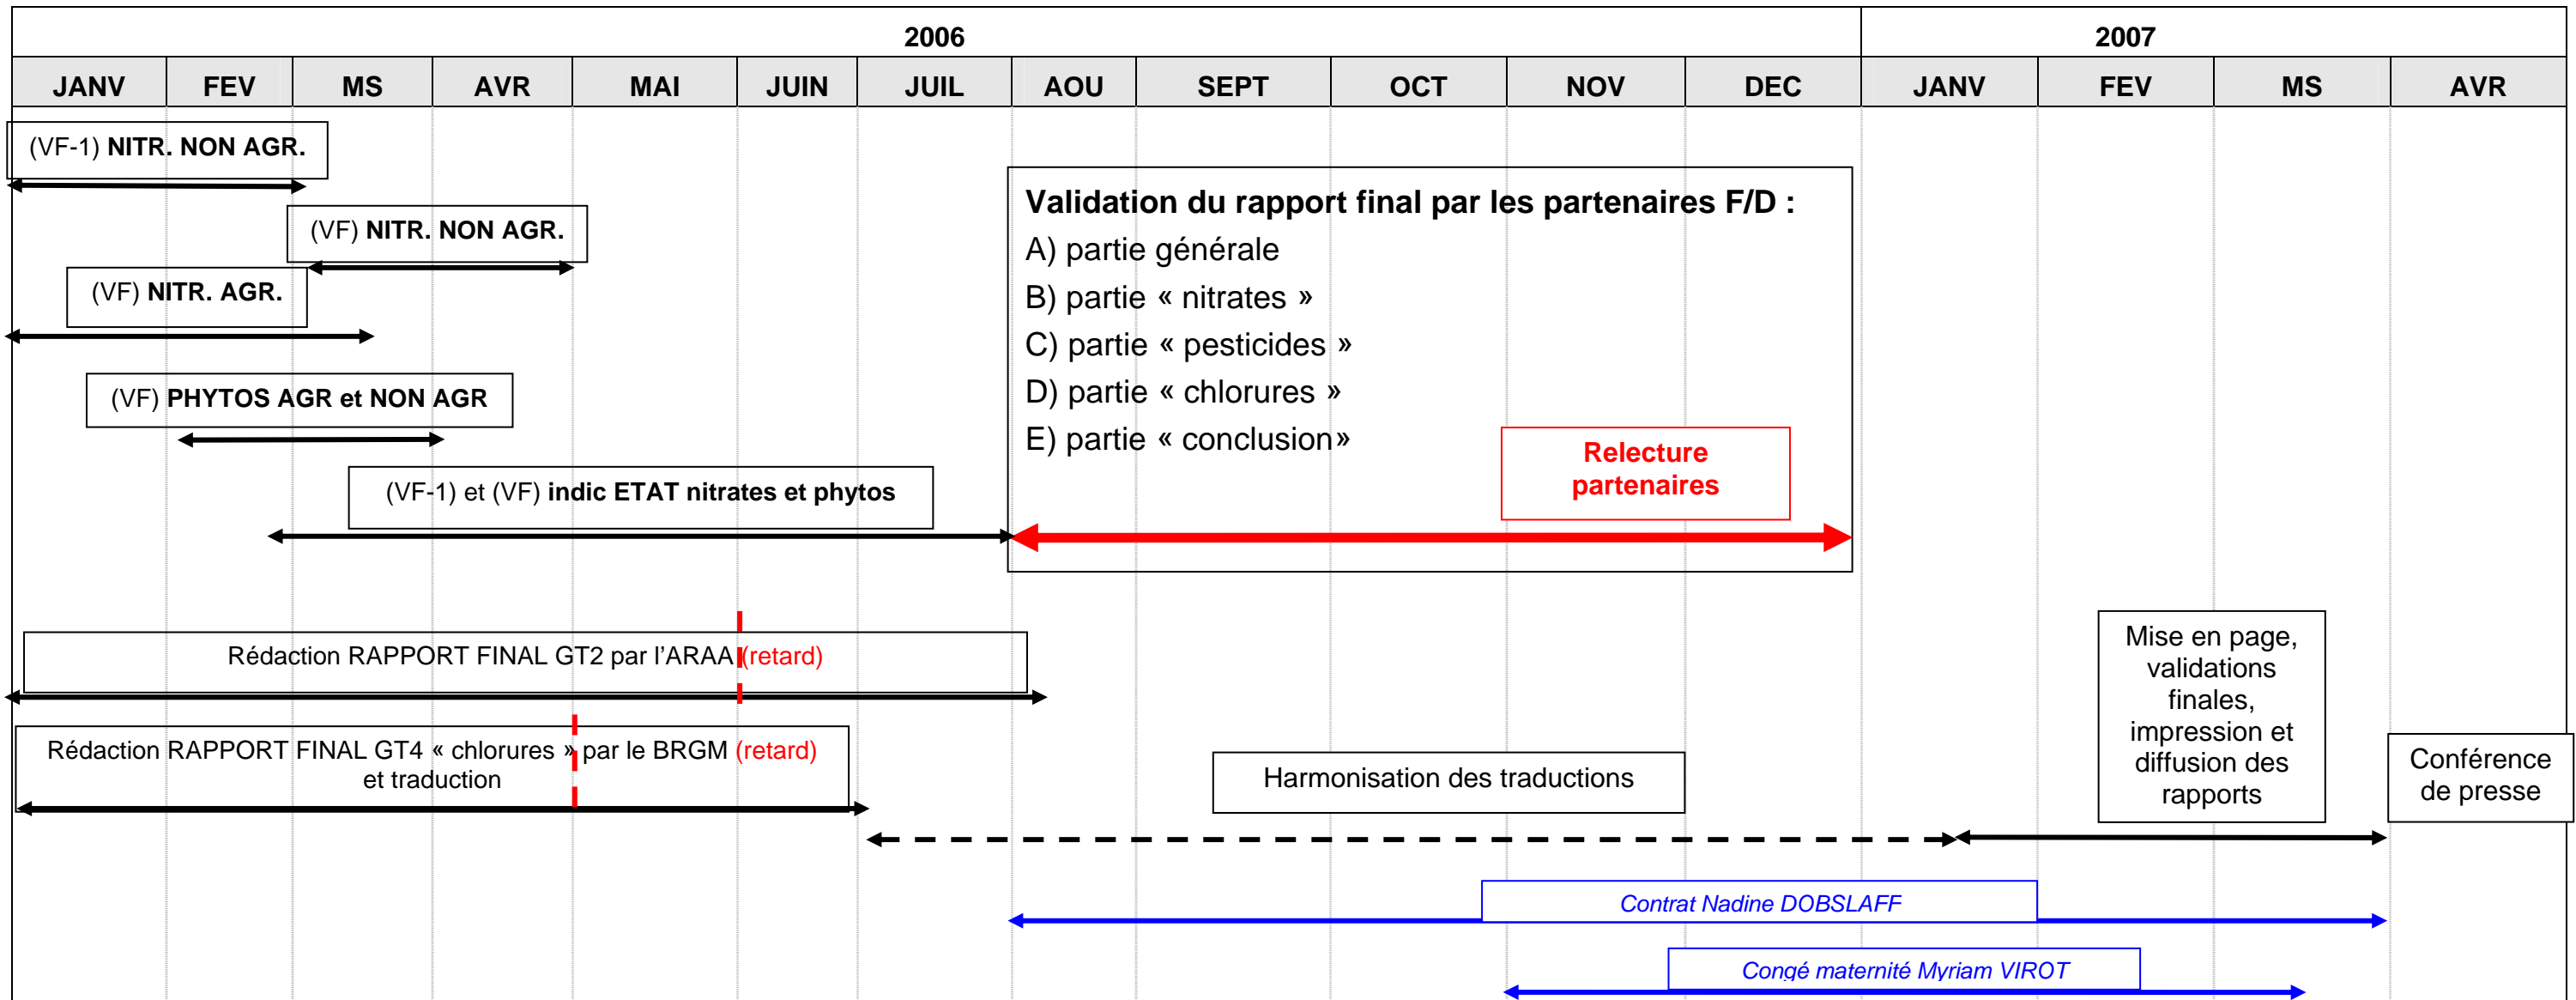 2006
2007
JANV
FEV
MS
AVR
MAI
JUIN
JUIL
AOU
SEPT
OCT
NOV
DEC
JANV
FEV
MS
AVR
(VF-1) NITR. NON AGR.
(VF) NITR. NON AGR.
(VF) NITR. AGR.
(VF) PHYTOS AGR et NON AGR
(VF-1) et (VF) indic ETAT nitrates et phytos
Validation du rapport final par les partenaires F/D :
A) partie générale
B) partie « nitrates »
C) partie « pesticides »
D) partie « chlorures »
E) partie « conclusion»
Relecture
partenaires
Rédaction RAPPORT FINAL GT2 par l’ARAA (retard)
Rédaction RAPPORT FINAL GT4 « chlorures » par le BRGM (retard)
et traduction
Harmonisation des traductions
Mise en page,
validations
finales,
impression et
diffusion des
rapports
Conférence
de presse
Contrat Nadine DOBSLAFF
Congé maternité Myriam VIROT